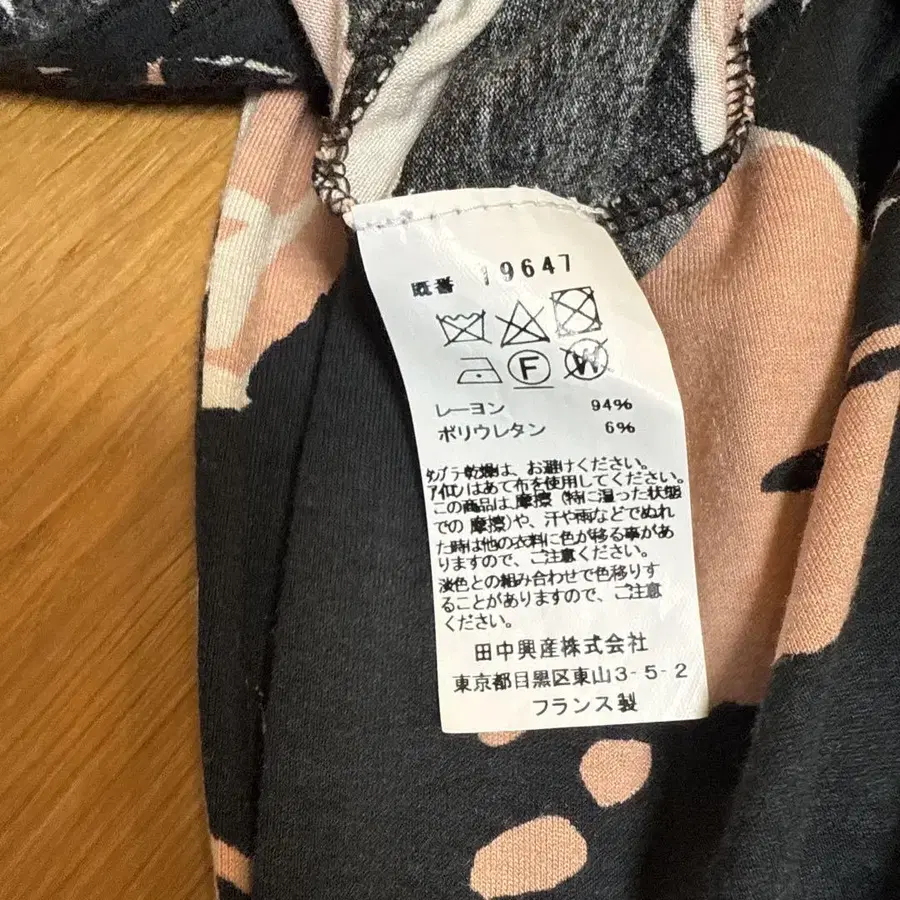 既番 19647
F W
レーヨン 94%
ポリウレタン 6%
タンブラ乾燥は、お避けください。
アイロンはあて布を使用してください。
この商品は、摩擦(特に湿った状態
での 摩擦)や、汗や雨などでぬれ
た時は他の衣料に色が移る事があ
りますので、ご注意ください。
淡色との組み合わせで色移りす
ることがありますので、ご注意
ください。
田中興産株式会社
東京都目黒区東山3-5-2
フランス製